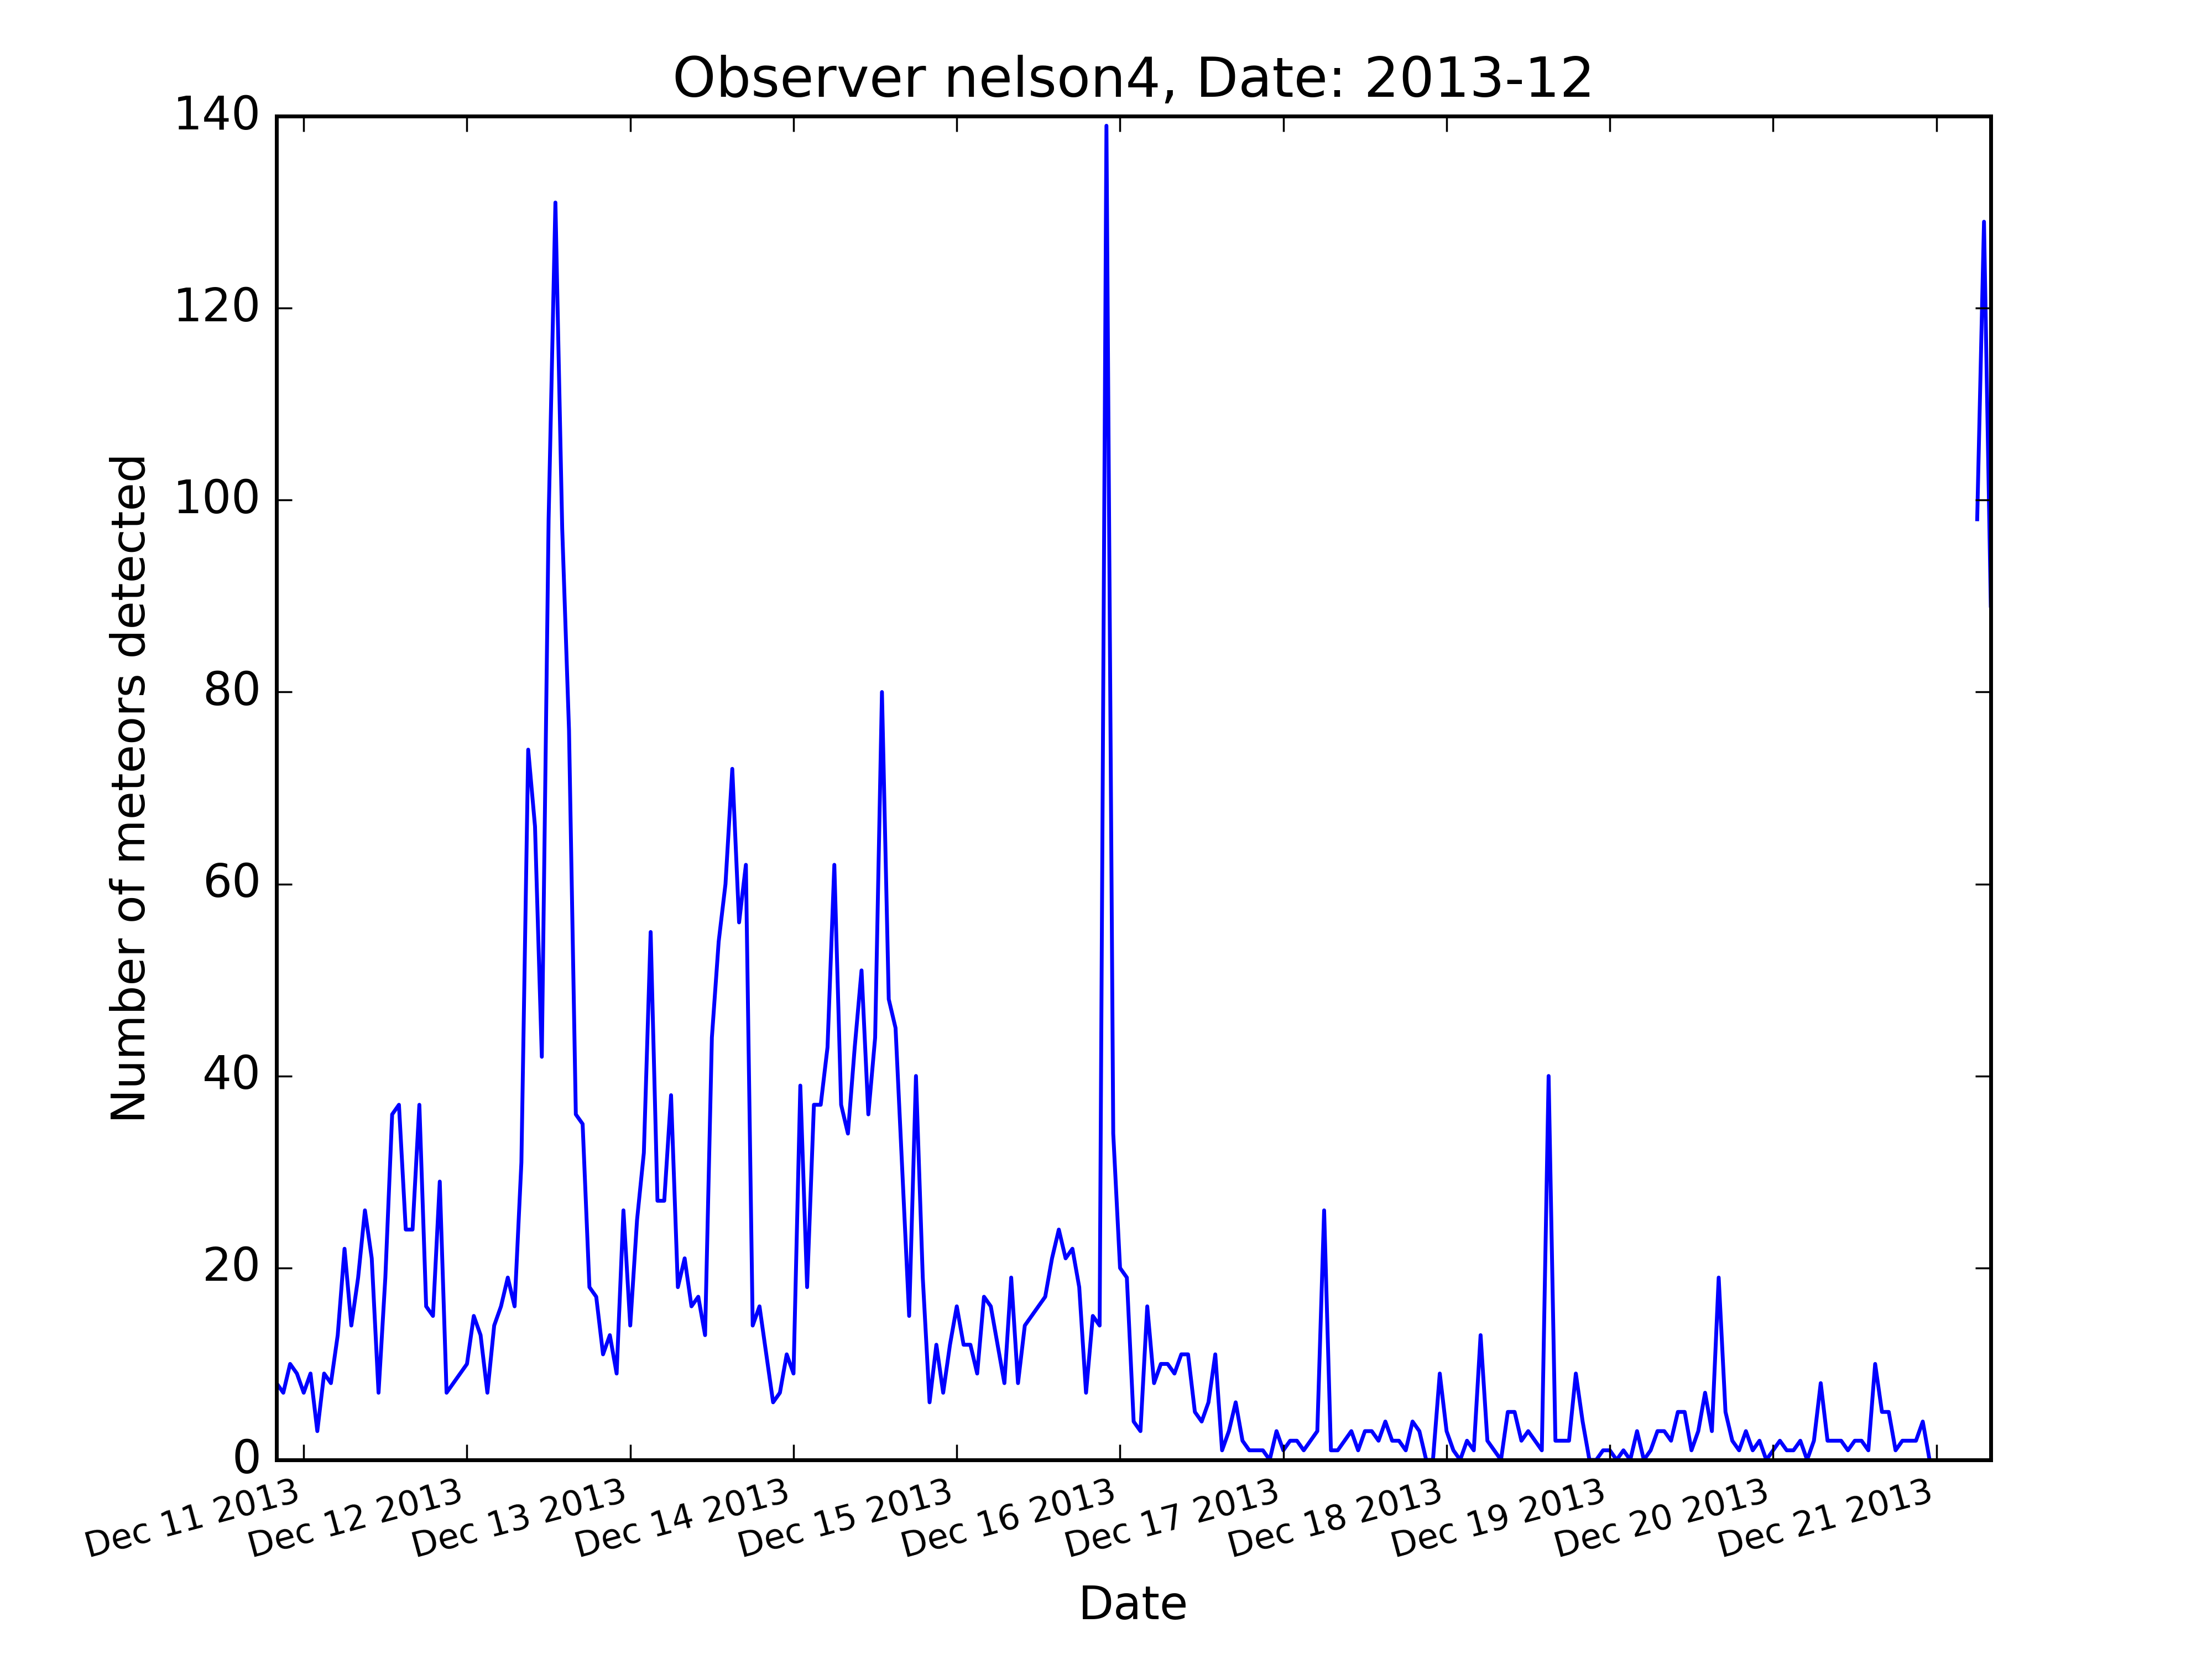 Observer nelson4, Date: 2013-12
140
120
100
80
60
40
20
0
Number of meteors detected
Dec 11 2013
Dec 12 2013
Dec 13 2013
Dec 14 2013
Dec 15 2013
Dec 16 2013
Dec 17 2013
Dec 18 2013
Dec 19 2013
Dec 20 2013
Dec 21 2013
Date